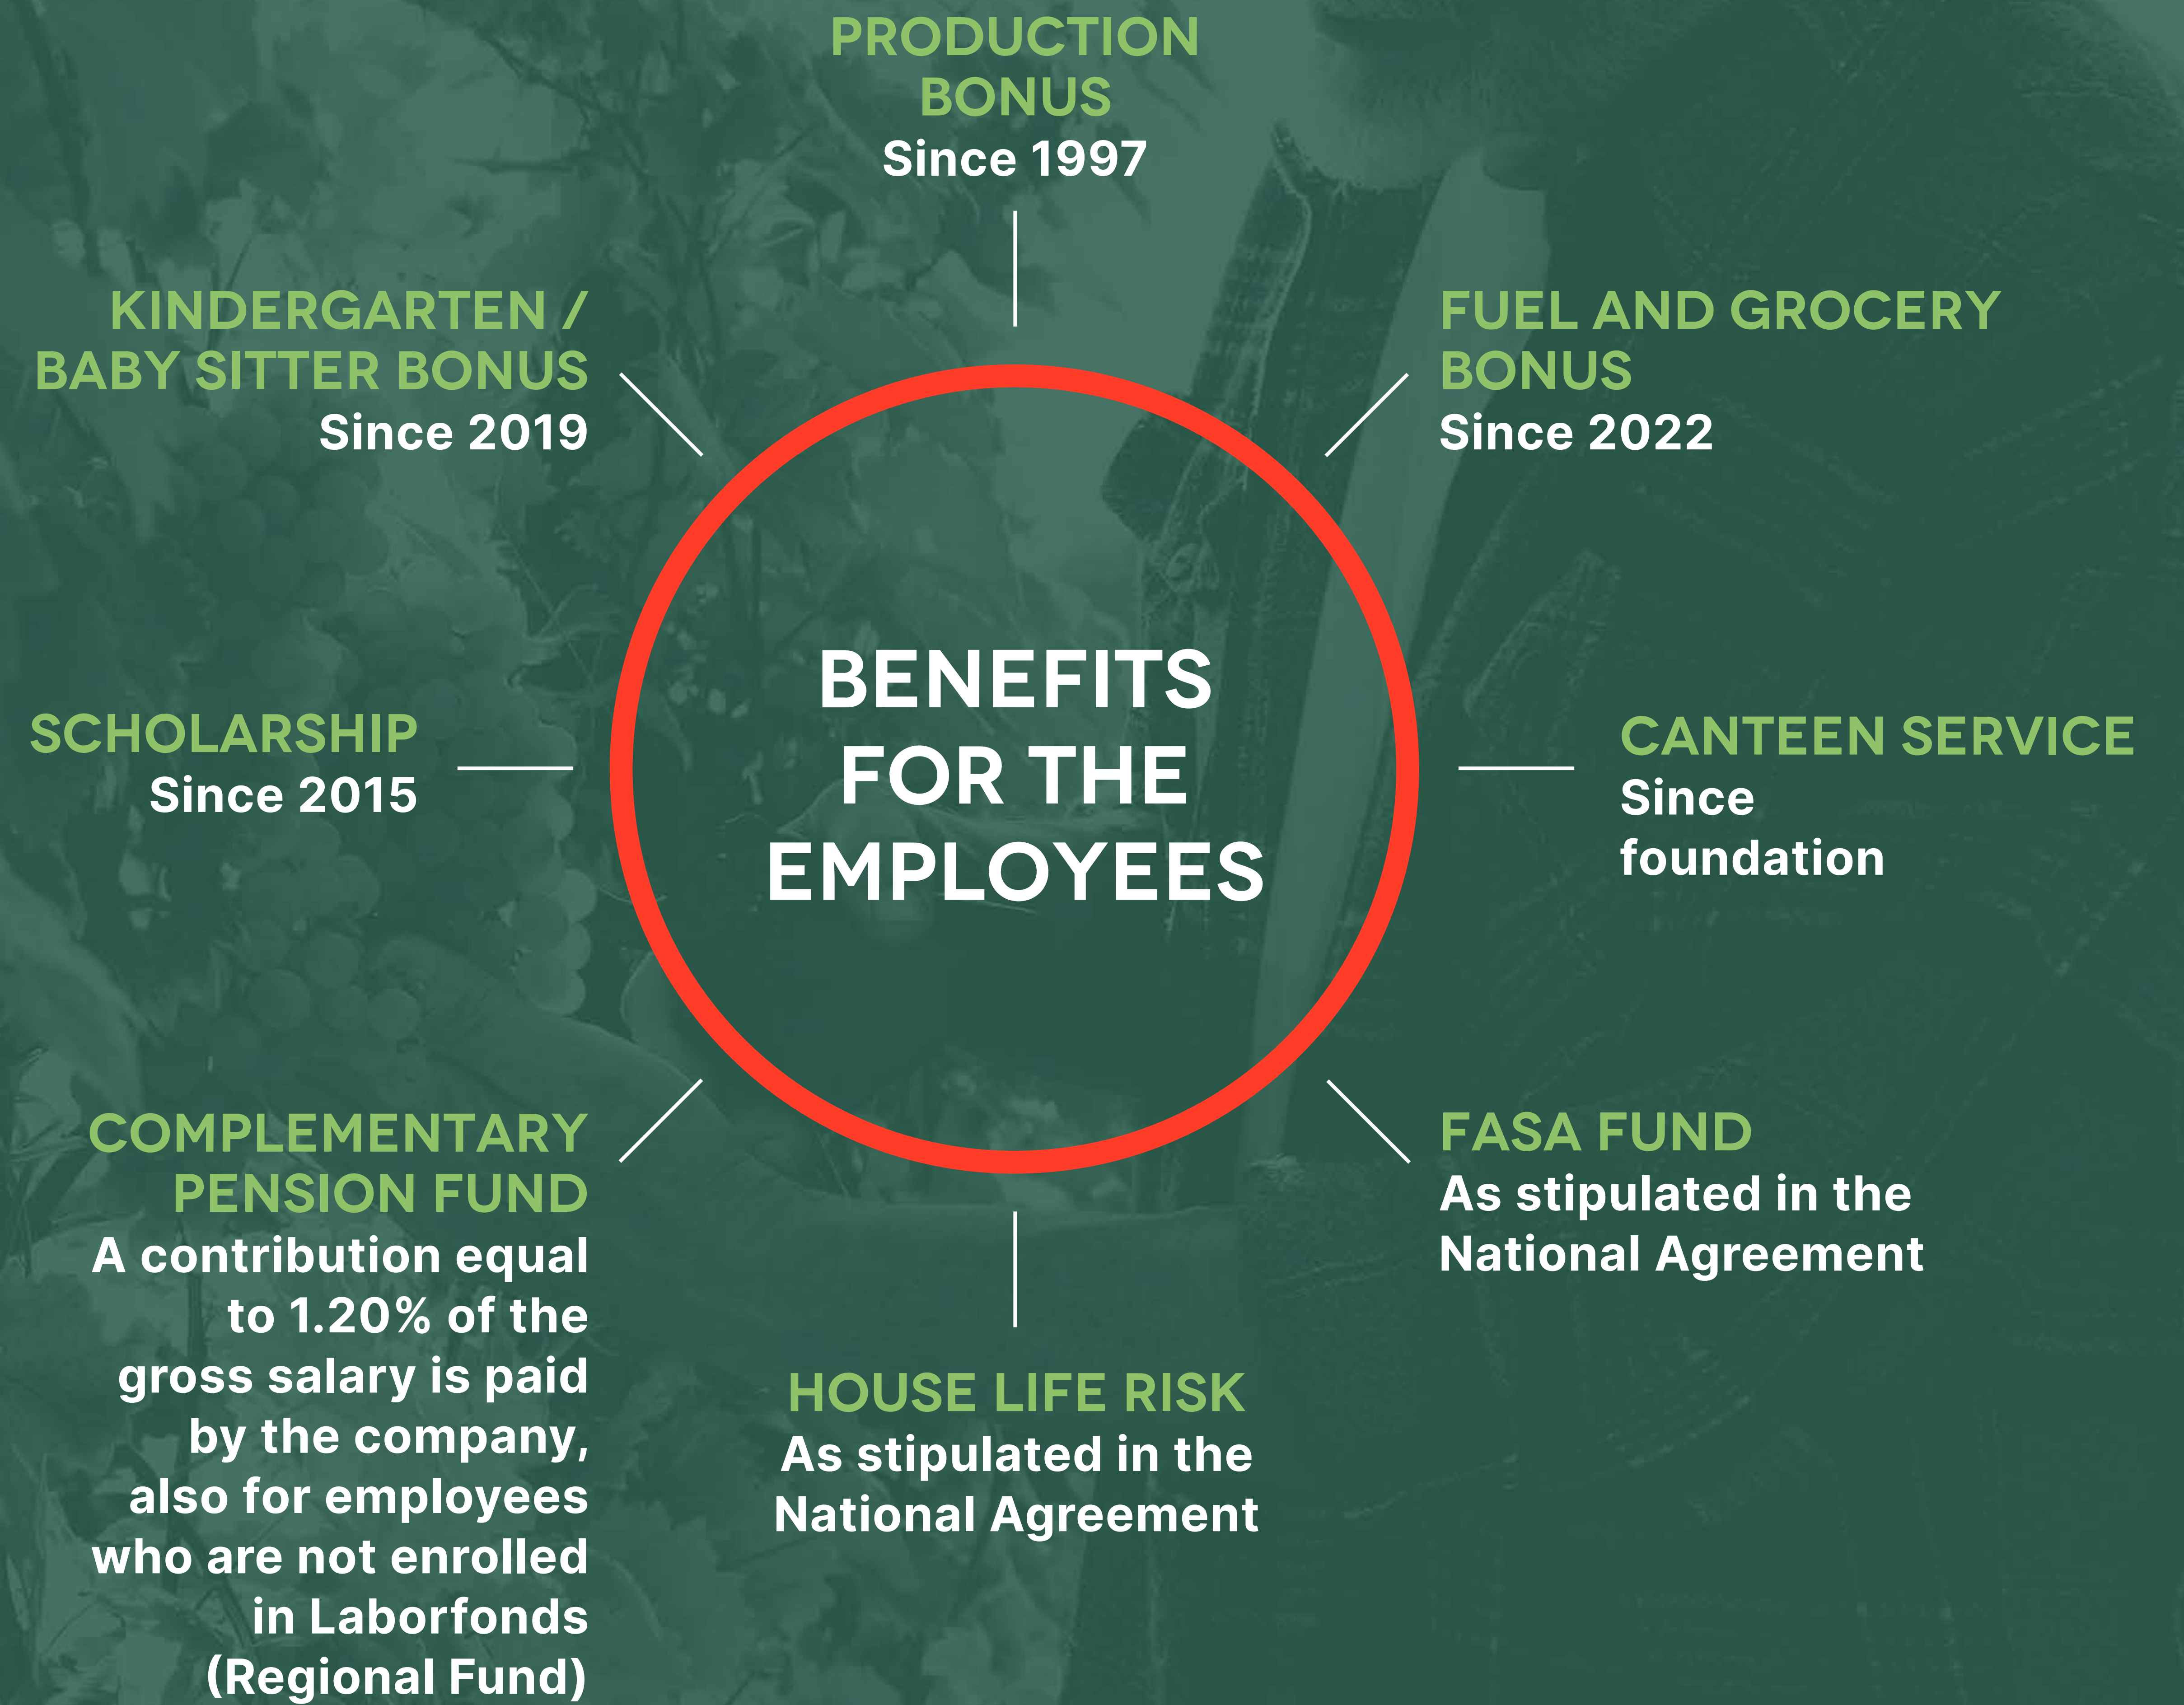 PRODUCTION
BONUS
Since 1997
KINDERGARTEN /
BABY SITTER BONUS
Since 2019
FUEL AND GROCERY
BONUS
Since 2022
SCHOLARSHIP
Since 2015
BENEFITS
FOR THE
EMPLOYEES
CANTEEN SERVICE
Since
foundation
COMPLEMENTARY
PENSION FUND
A contribution equal
to 1.20% of the
gross salary is paid
by the company,
also for employees
who are not enrolled
in Laborfonds
(Regional Fund)
HOUSE LIFE RISK
As stipulated in the
National Agreement
FASA FUND
As stipulated in the
National Agreement